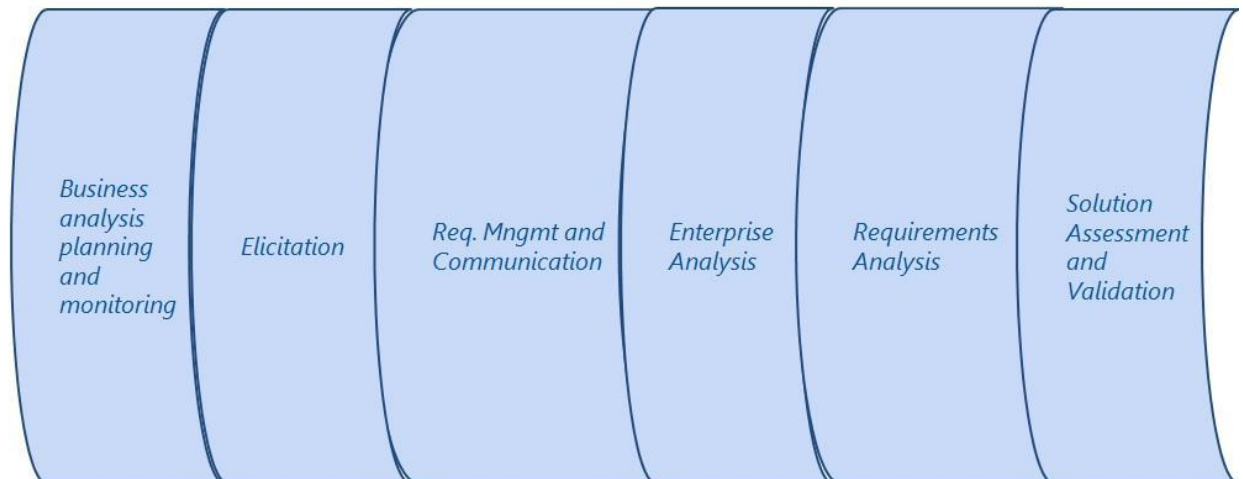 Business
analysis
planning
and
monitoring
Elicitation
Req. Mngmt and
Communication
Enterprise
Analysis
Requirements
Analysis
Solution
Assessment
and
Validation